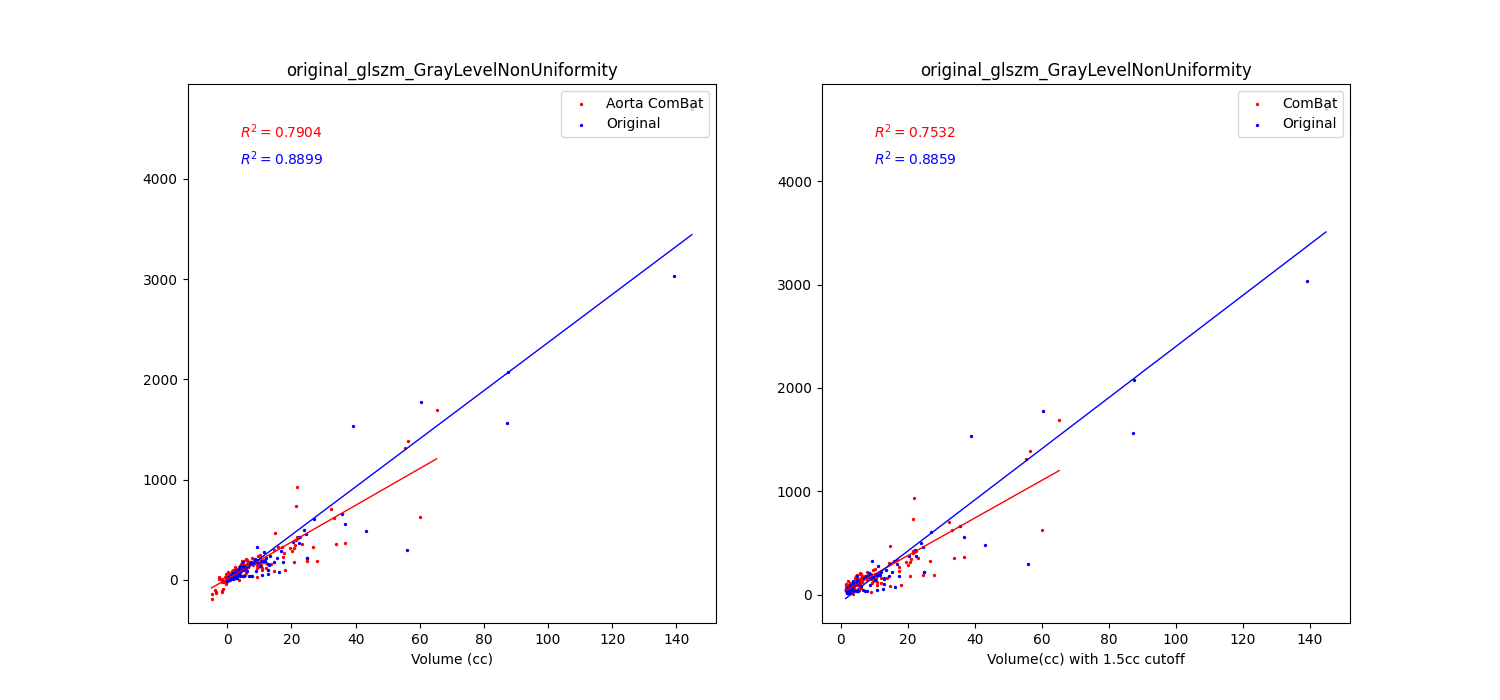 original_glszm_GrayLevelNonUniformity
Aorta ComBat
Original
R² = 0.7904
R² = 0.8899
4000
3000
2000
1000
0
0 20 40 60 80 100 120 140
Volume (cc)
original_glszm_GrayLevelNonUniformity
ComBat
Original
R² = 0.7532
R² = 0.8859
4000
3000
2000
1000
0
0 20 40 60 80 100 120 140
Volume(cc) with 1.5cc cutoff